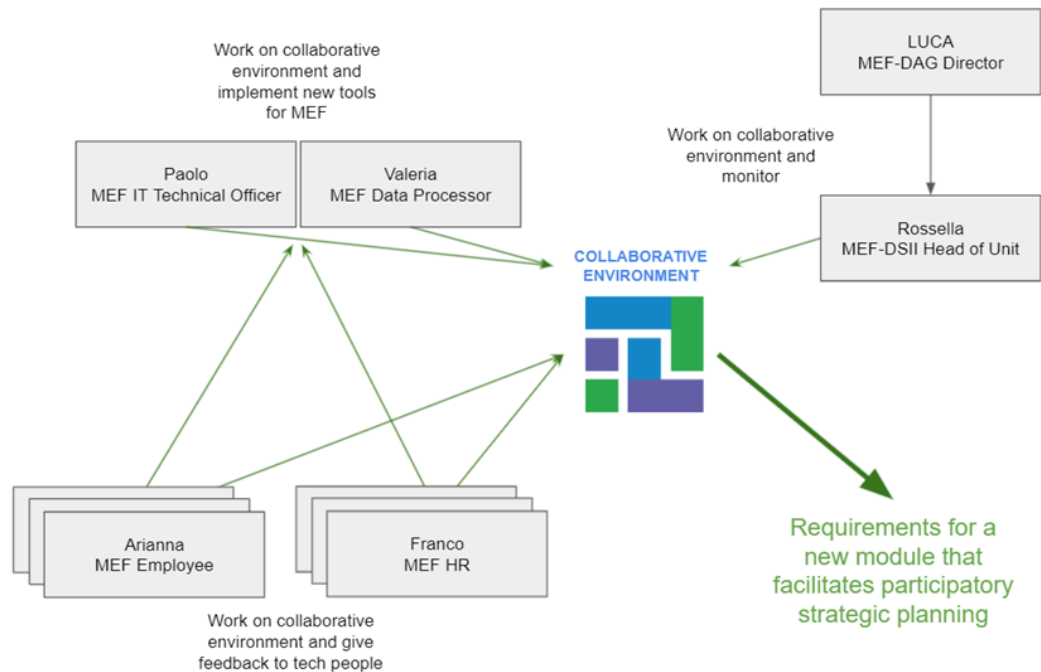 Work on collaborative
environment and
implement new tools
for MEF
LUCA
MEF-DAG Director
Work on collaborative
environment and
monitor
Paolo
MEF IT Technical Officer
Valeria
MEF Data Processor
Rossella
MEF-DSII Head of Unit
COLLABORATIVE
ENVIRONMENT
Arianna
MEF Employee
Franco
MEF HR
Requirements for a
new module that
facilitates participatory
strategic planning
Work on collaborative
environment and give
feedback to tech people